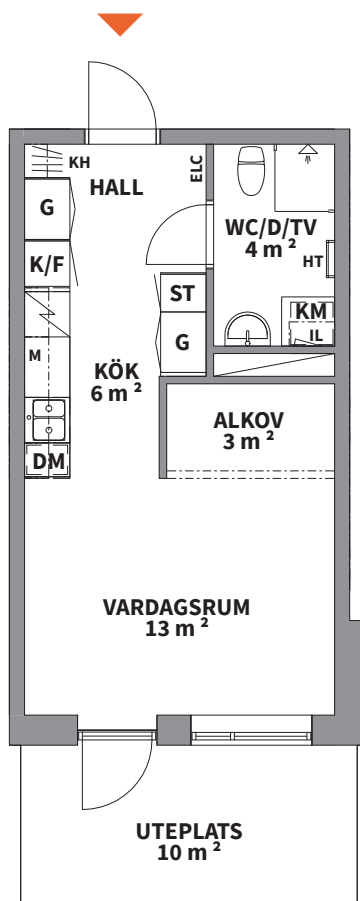 KH
HALL
ELC
G
WC/D/TV
4 m²
K/F
HT
ST
KM
M
IL
G
KÖK
6 m²
ALKOV
3 m²
DM
VARDAGSRUM
13 m²
UTEPLATS
10 m²